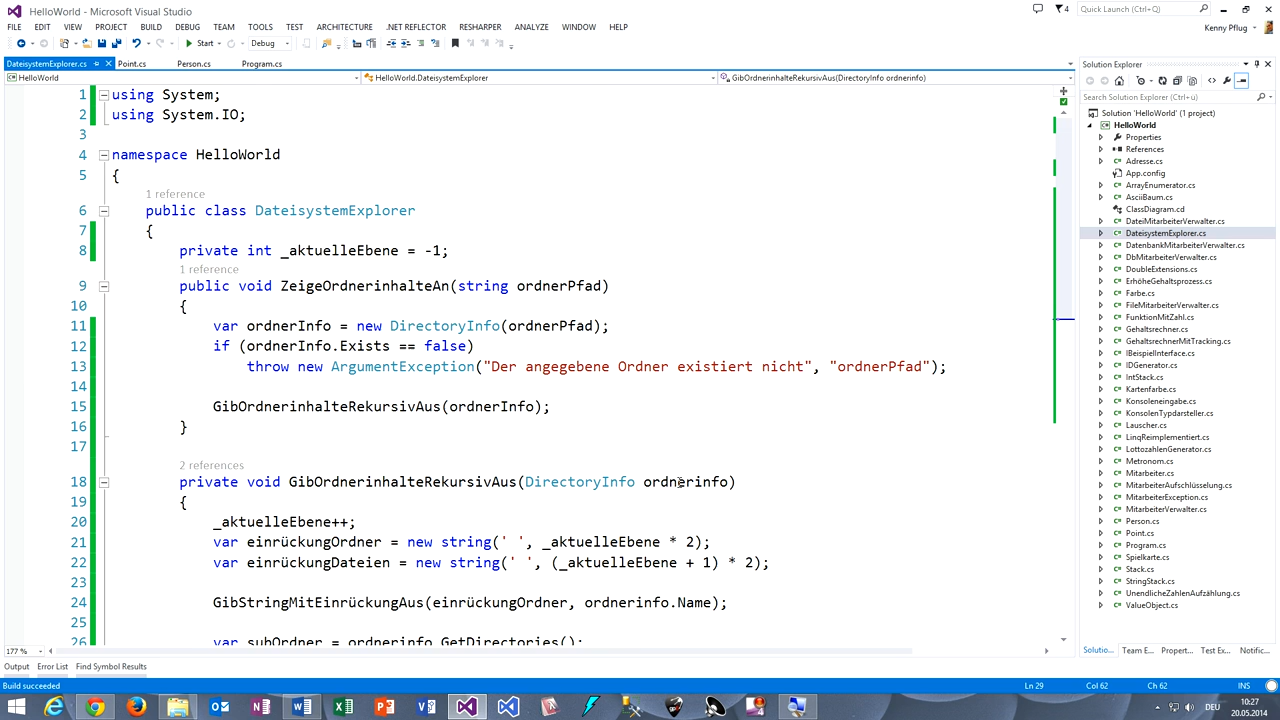 HelloWorld - Microsoft Visual Studio
4
Quick Launch (Ctrl+Ü)
FILE EDIT VIEW PROJECT BUILD DEBUG TEAM TOOLS TEST ARCHITECTURE .NET REFLECTOR RESHARPER ANALYZE WINDOW HELP
Kenny Pflug
Start
Debug
DateisystemExplorer.cs
Point.cs
Person.cs
Program.cs
HelloWorld
HelloWorld.DateisystemExplorer
GibOrdnerinhalteRekursivAus(DirectoryInfo ordnerinfo)
1 using System;
2 using System.IO;
3
4 namespace HelloWorld
5 {
1 reference
6 public class DateisystemExplorer
7 {
8 private int _aktuelleEbene = -1;
1 reference
9 public void ZeigeOrdnerinhalteAn(string ordnerPfad)
10 {
11 var ordnerInfo = new DirectoryInfo(ordnerPfad);
12 if (ordnerInfo.Exists == false)
13 throw new ArgumentException("Der angegebene Ordner existiert nicht", "ordnerPfad");
14
15 GibOrdnerinhalteRekursivAus(ordnerInfo);
16 }
17
2 references
18 private void GibOrdnerinhalteRekursivAus(DirectoryInfo ordnerinfo)
19 {
20 _aktuelleEbene++;
21 var einrückungOrdner = new string(' ', _aktuelleEbene * 2);
22 var einrückungDateien = new string(' ', (_aktuelleEbene + 1) * 2);
23
24 GibStringMitEinrückungAus(einrückungOrdner, ordnerinfo.Name);
25
26 var subOrdner = ordnerinfo.GetDirectories();
177 %
Output Error List Find Symbol Results
Build succeeded
Ln 29 Col 62 Ch 62 INS
Solution Explorer
Search Solution Explorer (Ctrl+ü)
Solution 'HelloWorld' (1 project)
HelloWorld
Properties
References
Adresse.cs
App.config
ArrayEnumerator.cs
AsciiBaum.cs
ClassDiagram.cd
DateiMitarbeiterVerwalter.cs
DateisystemExplorer.cs
DatenbankMitarbeiterVerwalter.cs
DbMitarbeiterVerwalter.cs
DoubleExtensions.cs
ErhöheGehaltsprozess.cs
Farbe.cs
FileMitarbeiterVerwalter.cs
FunktionMitZahl.cs
Gehaltsrechner.cs
GehaltsrechnerMitTracking.cs
IBeispielInterface.cs
IDGenerator.cs
IntStack.cs
Kartenfarbe.cs
Konsoleneingabe.cs
KonsolenTypdarsteller.cs
Lauscher.cs
LinqReimplementiert.cs
LottozahlenGenerator.cs
Metronom.cs
Mitarbeiter.cs
MitarbeiterAufschlüsselung.cs
MitarbeiterException.cs
MitarbeiterVerwalter.cs
Person.cs
Point.cs
Program.cs
Spielkarte.cs
Stack.cs
StringStack.cs
UnendlicheZahlenAufzählung.cs
ValueObject.cs
Solutio... Team E... Propert... Test Ex... Notific...
DEU
10:27
20.05.2014